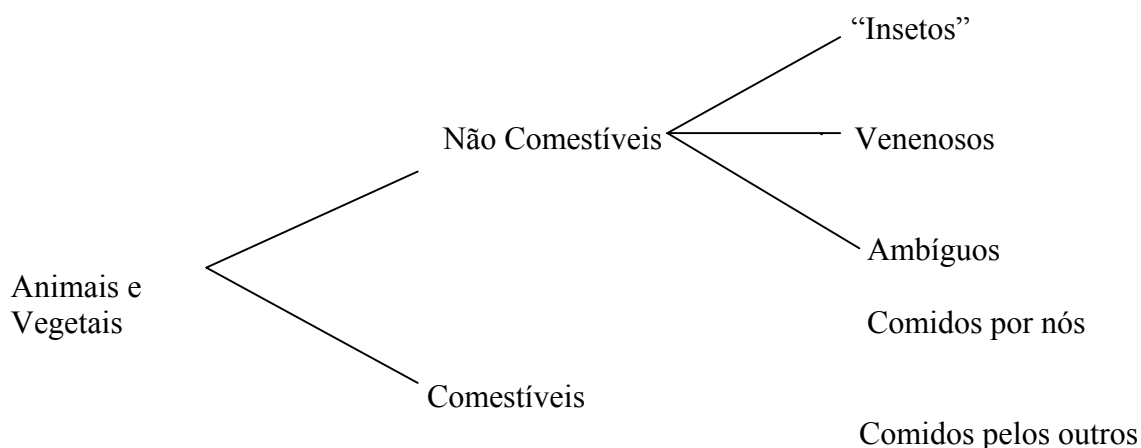 “Insetos”
Não Comestíveis
Venenosos
Ambíguos
Animais e
Vegetais
Comidos por nós
Comestíveis
Comidos pelos outros